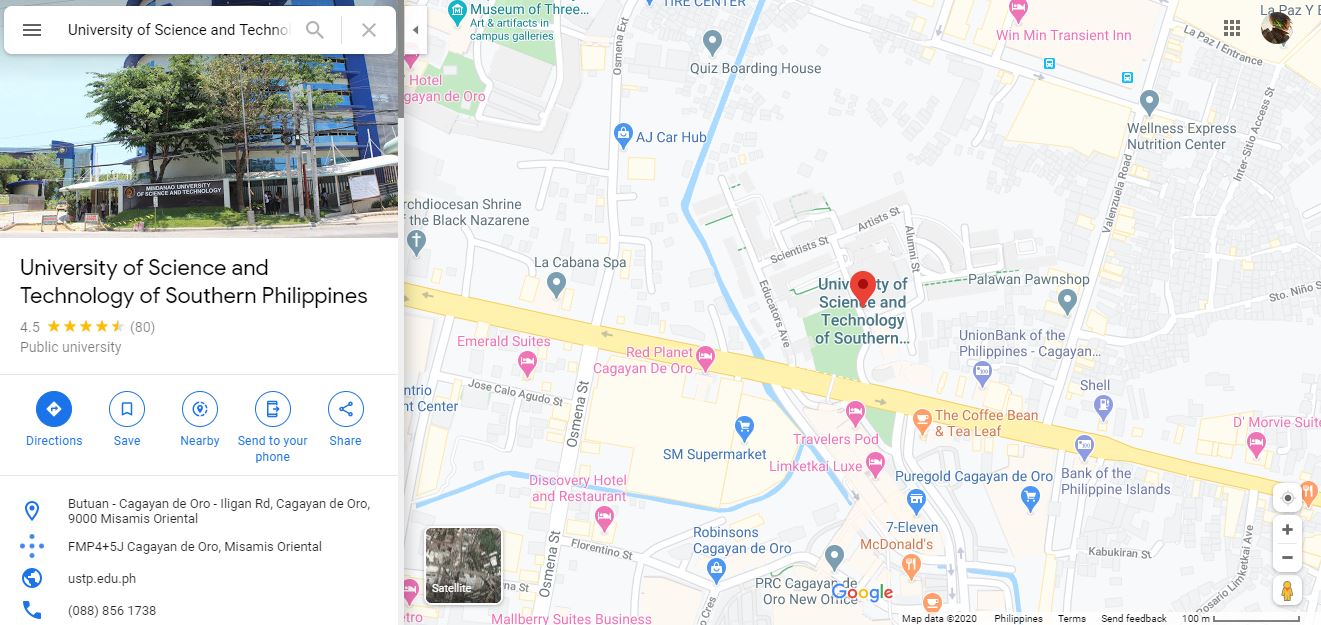 University of Science and Technol
MINDANAO UNIVERSITY
OF SCIENCE AND TECHNOLOGY
University of Science and
Technology of Southern Philippines
4.5 (80)
Public university
Directions
Save
Nearby
Send to your
phone
Share
Butuan - Cagayan de Oro - Iligan Rd, Cagayan de Oro,
9000 Misamis Oriental
FMP4+5J Cagayan de Oro, Misamis Oriental
ustp.edu.ph
(088) 856 1738
Museum of Three...
Art & artifacts in
campus galleries
TIRE CENTER
Win Min Transient Inn
La Paz Y E
La Paz I Entrance
Osmena Ext
Quiz Boarding House
Hotel
gayan de Oro
AJ Car Hub
Wellness Express
Nutrition Center
Inter-Sitio Access St
Valenzuela Road
rchdiocesan Shrine
f the Black Nazarene
La Cabana Spa
Artists St
Scientists St
Alumni St
Educators Ave
University of
Science and
Technology
of Southern...
Palawan Pawnshop
Sto. Niño S
Emerald Suites
Red Planet
Cagayan De Oro
UnionBank of the
Philippines - Cagayan...
Jose Calo Agudo St
entrio
nt Center
Osmena St
Shell
Travelers Pod
The Coffee Bean
& Tea Leaf
D' Morvie Suite
SM Supermarket
Limketkai Luxe
Puregold Cagayan de Oro
Bank of the
Philippine Islands
Discovery Hotel
and Restaurant
Osmena St
Florentino St
Robinsons
Cagayan de Oro
7-Eleven
McDonald's
Kabukiran St
Rosario Limketkai Ave
PRC Cagayan de
Oro New Office
na St
Cres
etro
Mallberry Suites Business
Satellite
Google
Map data ©2020
Philippines
Terms
Send feedback
100 m